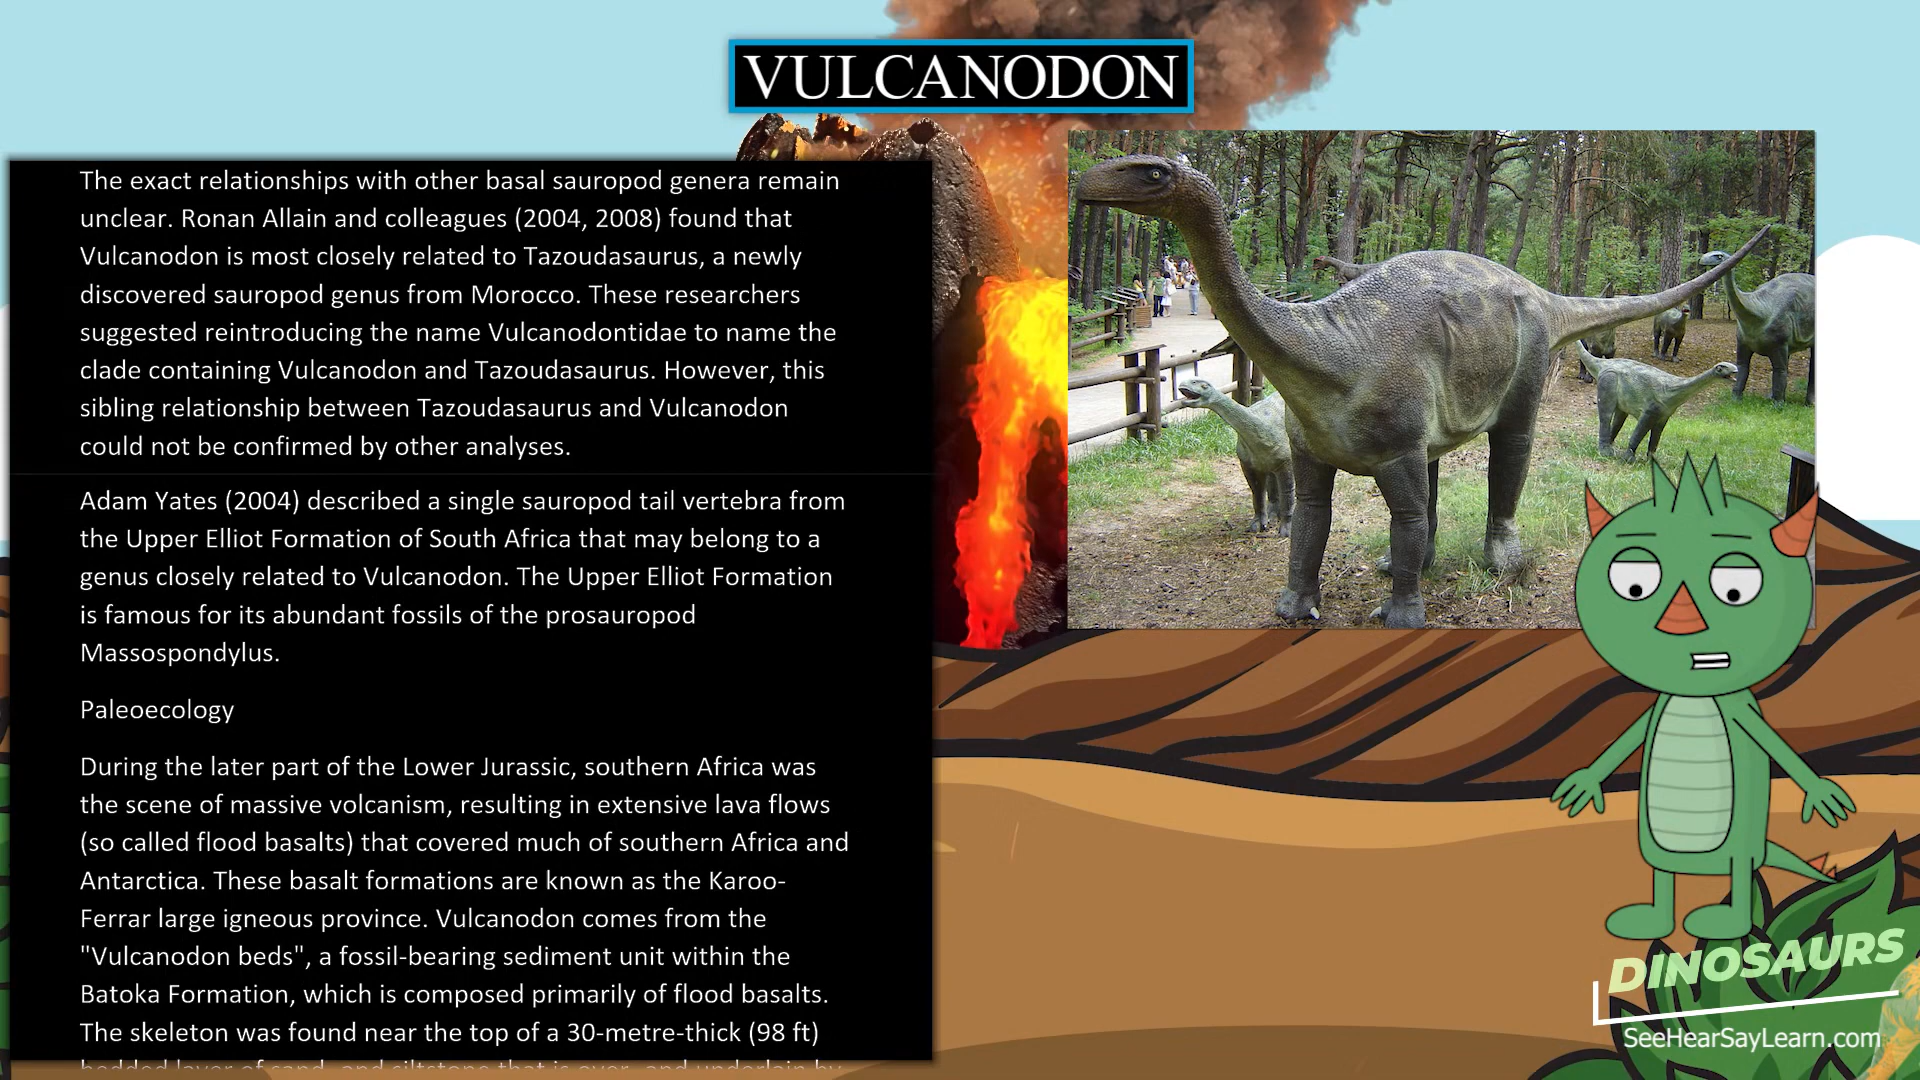 VULCANODON
The exact relationships with other basal sauropod genera remain
unclear. Ronan Allain and colleagues (2004, 2008) found that
Vulcanodon is most closely related to Tazoudasaurus, a newly
discovered sauropod genus from Morocco. These researchers
suggested reintroducing the name Vulcanodontidae to name the
clade containing Vulcanodon and Tazoudasaurus. However, this
sibling relationship between Tazoudasaurus and Vulcanodon
could not be confirmed by other analyses.
Adam Yates (2004) described a single sauropod tail vertebra from
the Upper Elliot Formation of South Africa that may belong to a
genus closely related to Vulcanodon. The Upper Elliot Formation
is famous for its abundant fossils of the prosauropod
Massospondylus.
Paleoecology
During the later part of the Lower Jurassic, southern Africa was
the scene of massive volcanism, resulting in extensive lava flows
(so called flood basalts) that covered much of southern Africa and
Antarctica. These basalt formations are known as the Karoo-
Ferrar large igneous province. Vulcanodon comes from the
"Vulcanodon beds", a fossil-bearing sediment unit within the
Batoka Formation, which is composed primarily of flood basalts.
The skeleton was found near the top of a 30-metre-thick (98 ft)
DINOSAURS
SeeHearSayLearn.com